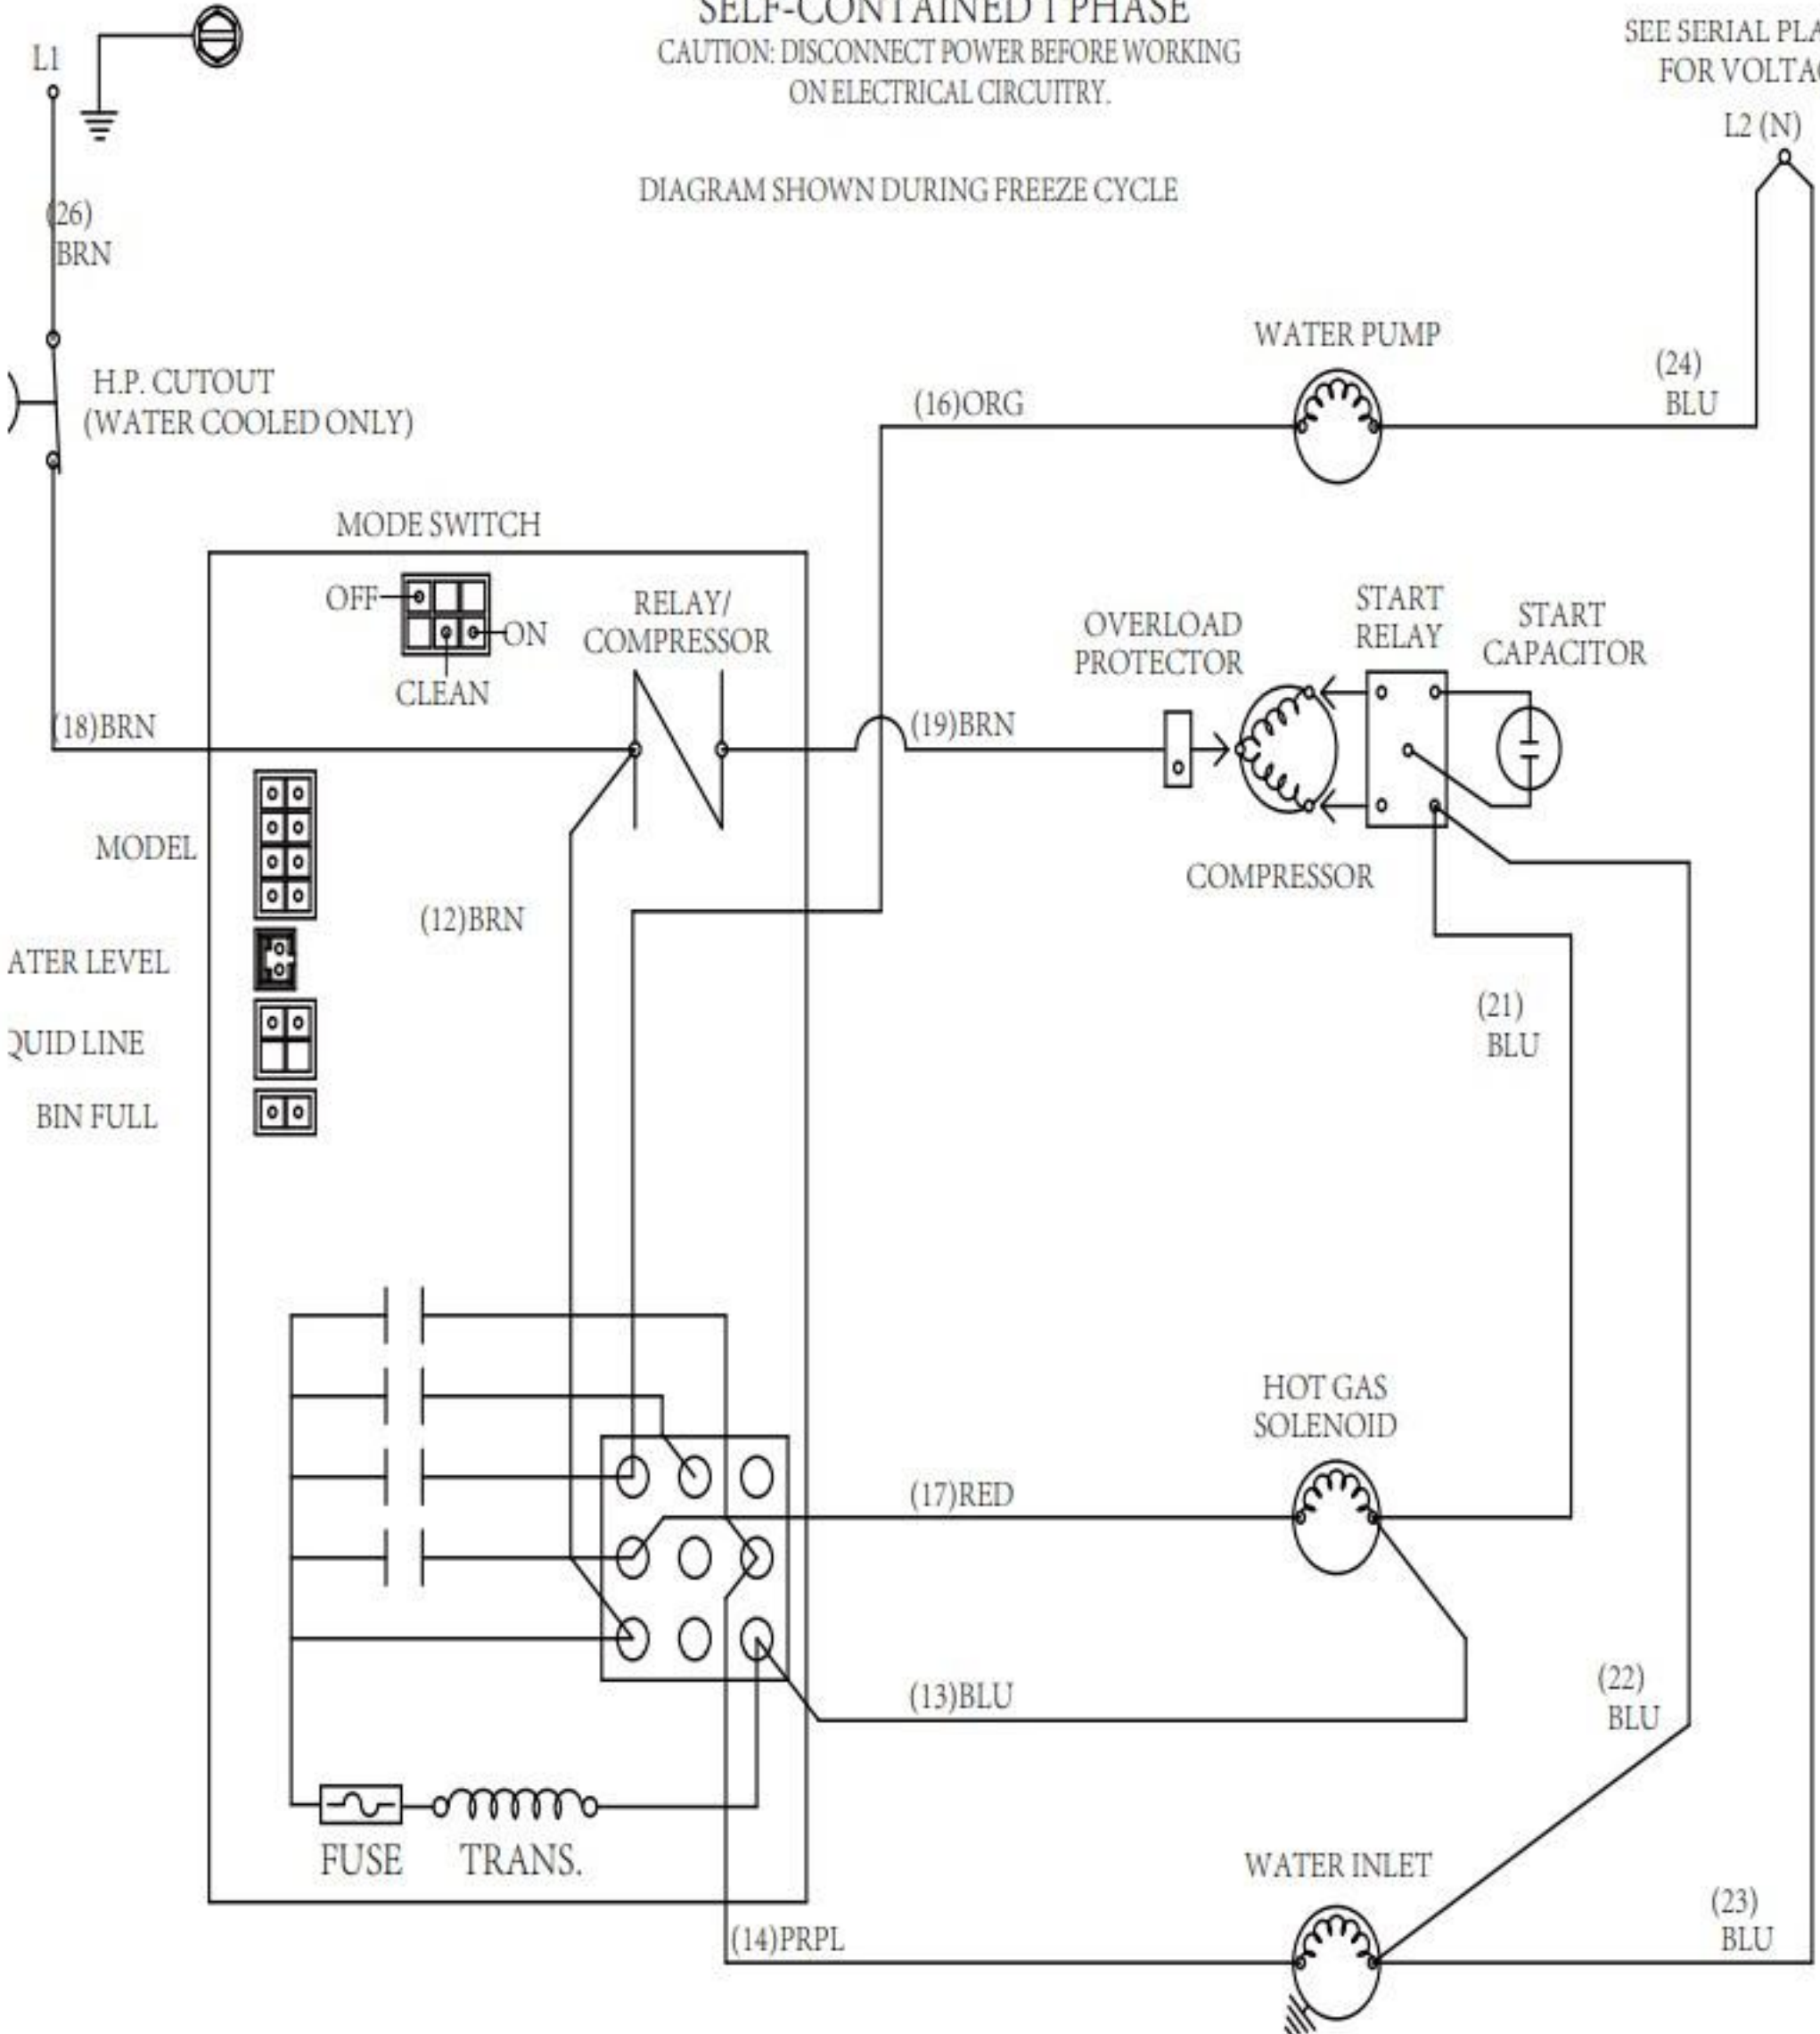 SELF-CONTAINED 1 PHASE
CAUTION: DISCONNECT POWER BEFORE WORKING
ON ELECTRICAL CIRCUITRY.
SEE SERIAL PLA
FOR VOLTAG
L1
L2 (N)
DIAGRAM SHOWN DURING FREEZE CYCLE
(26)
BRN
WATER PUMP
(24)
BLU
H.P. CUTOUT
(WATER COOLED ONLY)
(16)ORG
MODE SWITCH
OFF
ON
CLEAN
RELAY/
COMPRESSOR
OVERLOAD
PROTECTOR
START
RELAY
START
CAPACITOR
(18)BRN
(19)BRN
MODEL
COMPRESSOR
(12)BRN
ATER LEVEL
(21)
BLU
QUID LINE
BIN FULL
HOT GAS
SOLENOID
(17)RED
(13)BLU
(22)
BLU
FUSE
TRANS.
WATER INLET
(14)PRPL
(23)
BLU